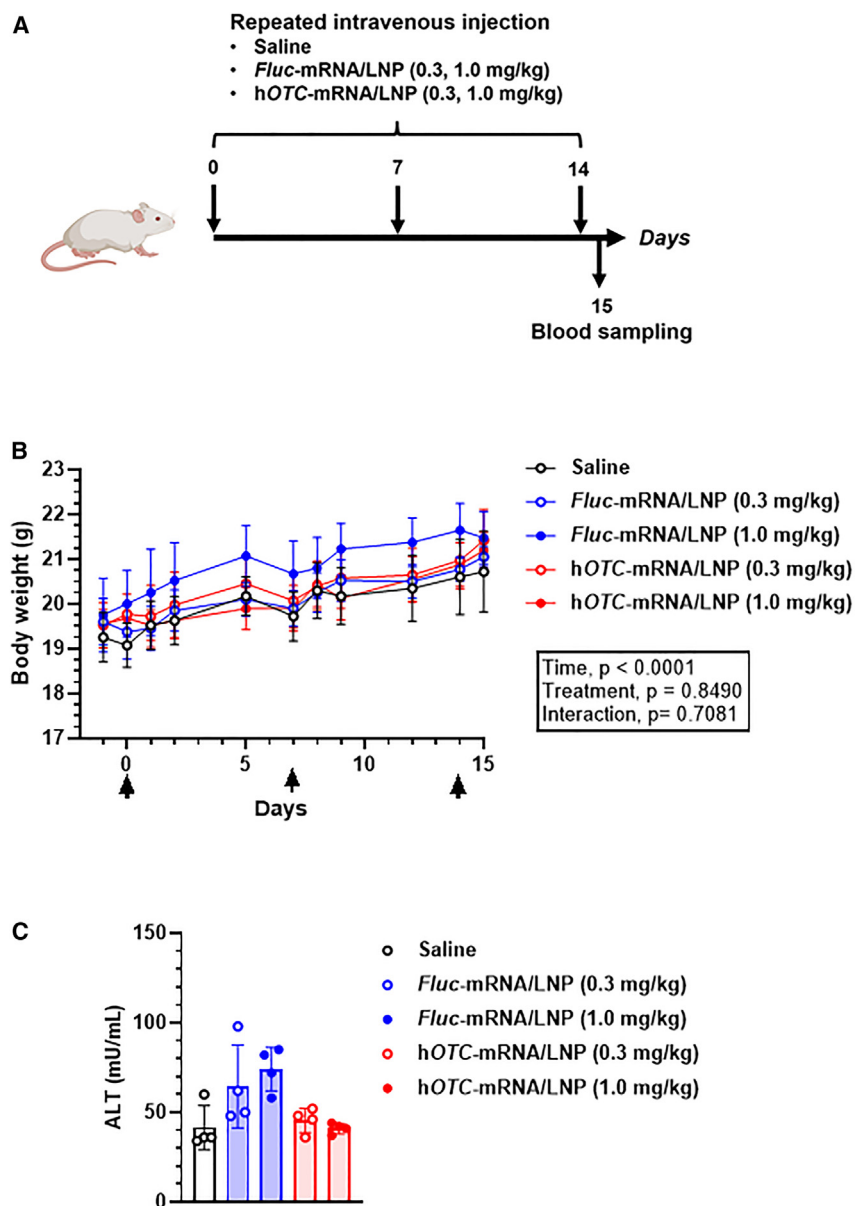 A
Repeated intravenous injection
• Saline
• Fluc-mRNA/LNP (0.3, 1.0 mg/kg)
• hOTC-mRNA/LNP (0.3, 1.0 mg/kg)
0 7 14
Days
15
Blood sampling
B
23
22
21
20
19
18
17
Body weight (g)
0 5 10 15
Days
Saline
Fluc-mRNA/LNP (0.3 mg/kg)
Fluc-mRNA/LNP (1.0 mg/kg)
hOTC-mRNA/LNP (0.3 mg/kg)
hOTC-mRNA/LNP (1.0 mg/kg)
Time, p < 0.0001
Treatment, p = 0.8490
Interaction, p= 0.7081
C
150
100
50
0
ALT (mU/mL)
Saline
Fluc-mRNA/LNP (0.3 mg/kg)
Fluc-mRNA/LNP (1.0 mg/kg)
hOTC-mRNA/LNP (0.3 mg/kg)
hOTC-mRNA/LNP (1.0 mg/kg)